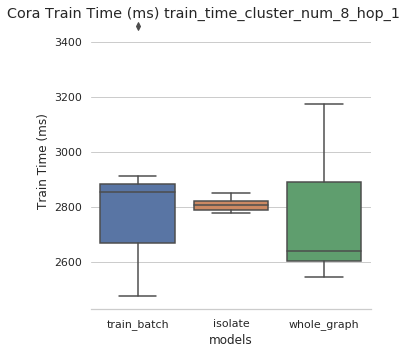 Cora Train Time (ms) train_time_cluster_num_8_hop_1
3400
3200
3000
2800
2600
Train Time (ms)
train_batch isolate whole_graph
models